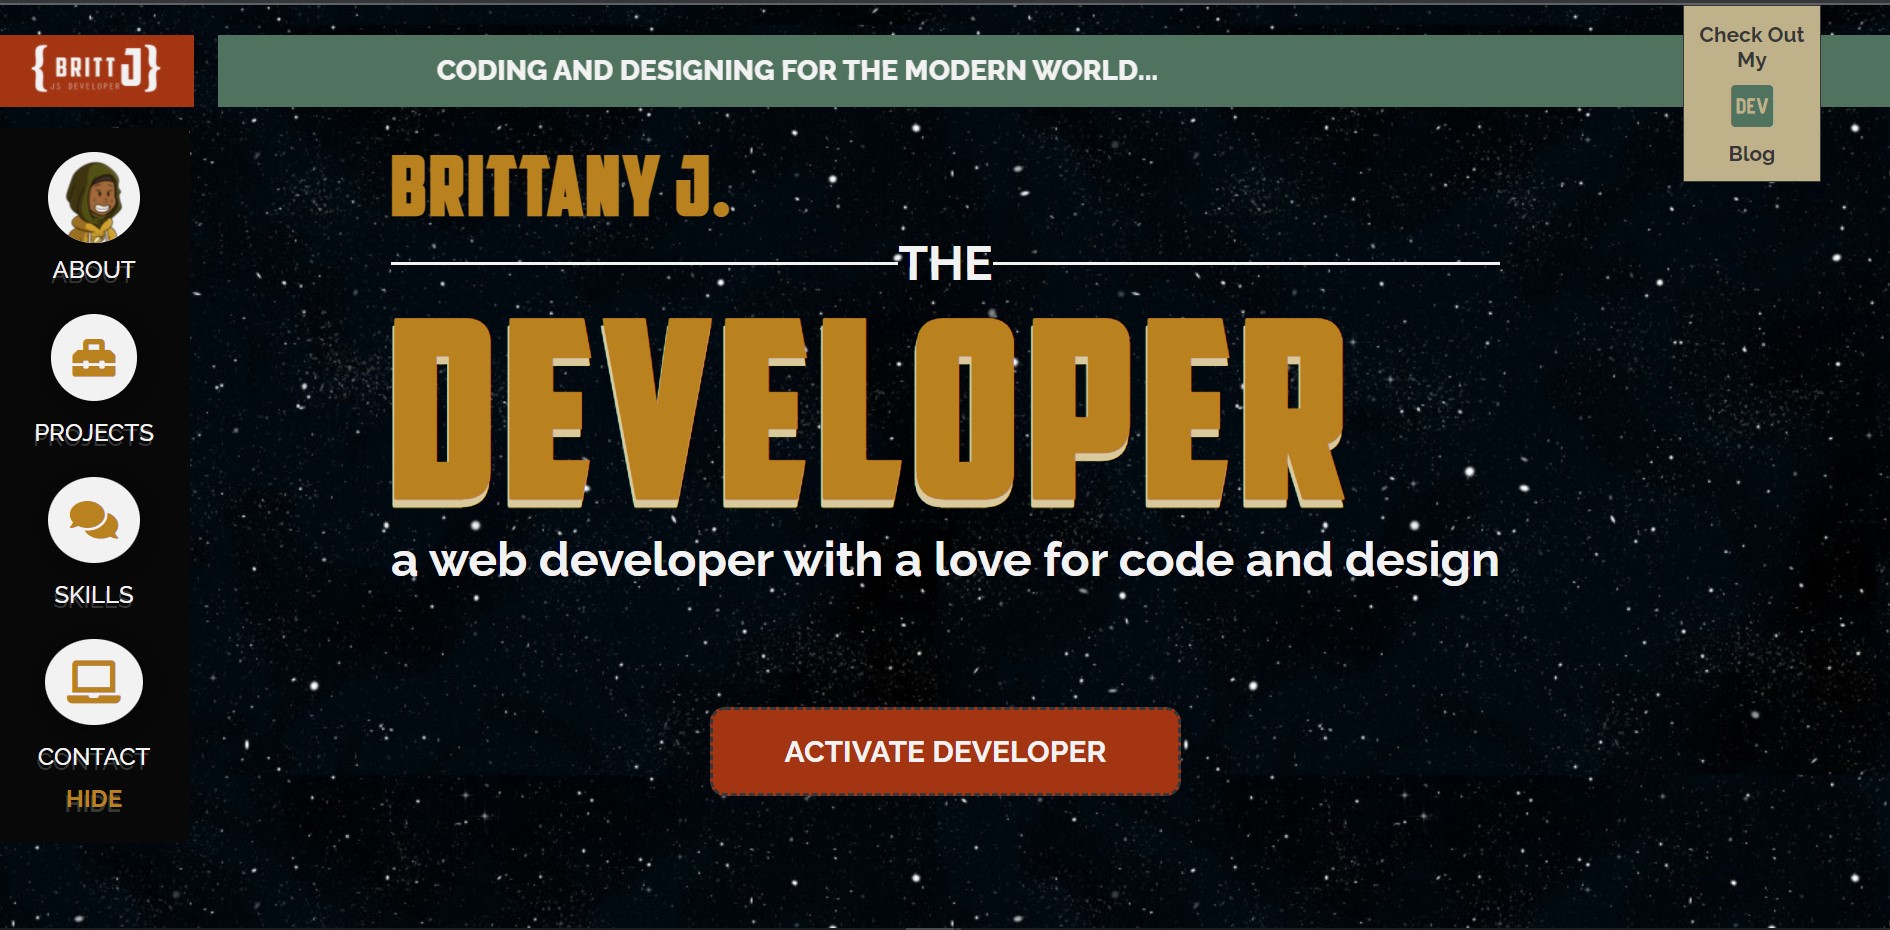 {BRITT J}
JS DEVELOPER
CODING AND DESIGNING FOR THE MODERN WORLD...
Check Out
My
DEV
Blog
ABOUT
PROJECTS
SKILLS
CONTACT
HIDE
BRITTANY J.
THE
DEVELOPER
a web developer with a love for code and design
ACTIVATE DEVELOPER